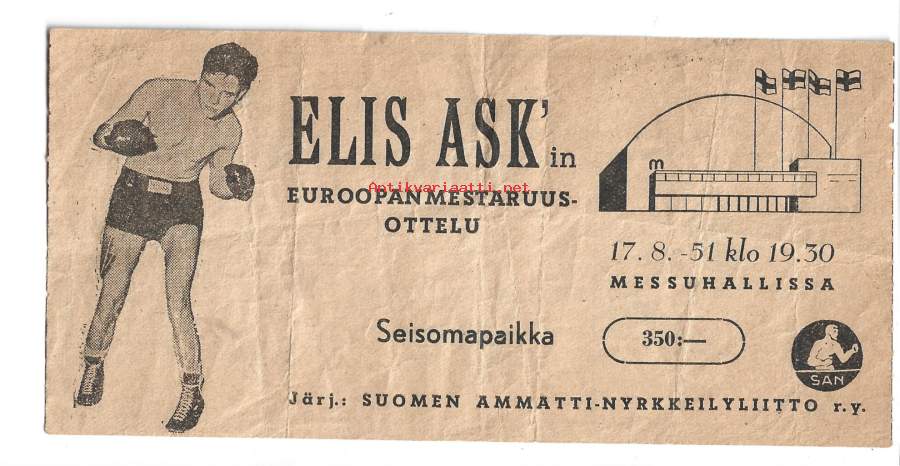 ELIS ASK'in
Antikvariaatti.net
EUROOPANMESTARUUS-
OTTELU
m
17.8.-51 klo 19.30
MESSUHALLISSA
Seisomapaikka
350:—
SAN
Järj.: SUOMEN AMMATTI-NYRKKEILYLIITTO r.y.